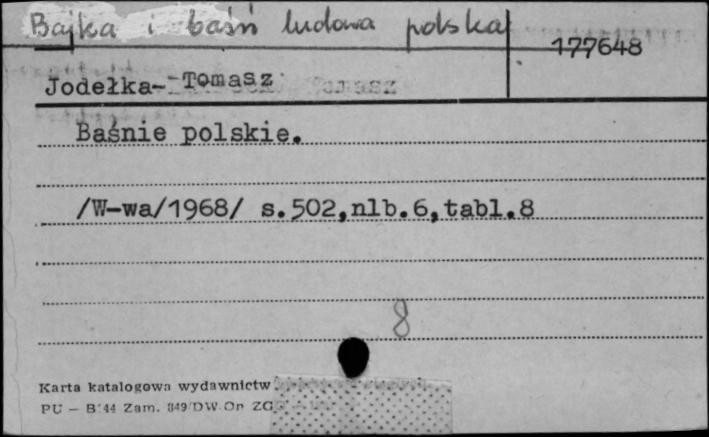 Bajka i baśń ludowa polska
177648
Jodełka- Tomasz
Baśnie polskie.
/W-wa/1968/ s.502,nlb.6,tabl.8
8
Karta katalogowa wydawnictw
PU — B 44 Zam. 849/DW Op